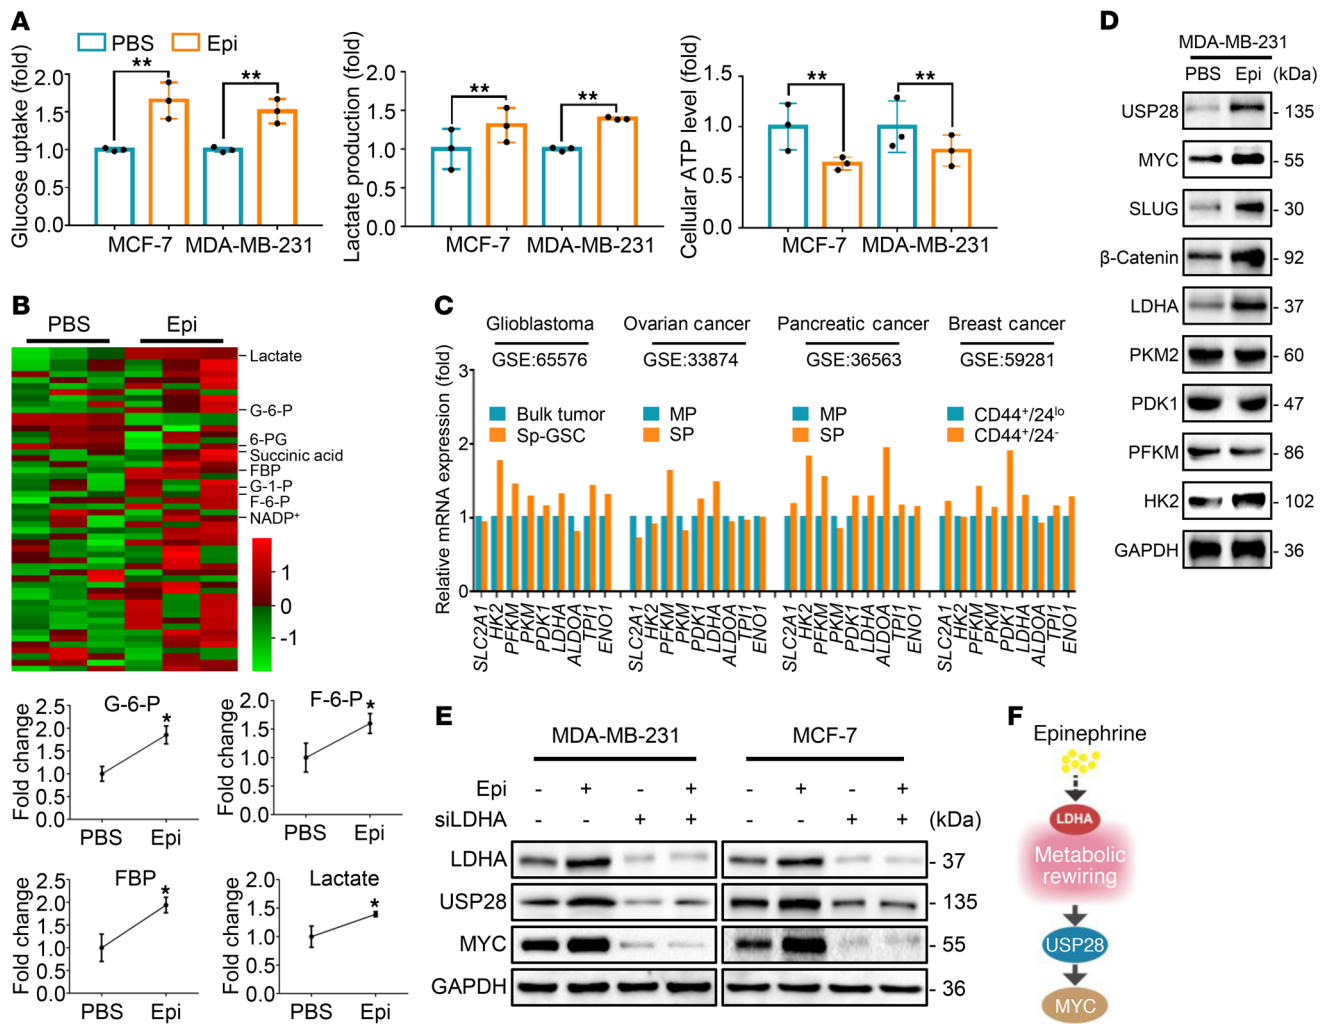 A
PBS Epi
Glucose uptake (fold)
2.0
1.5
1.0
0.5
0.0
**
**
MCF-7 MDA-MB-231
Lactate production (fold)
2.0
1.5
1.0
0.5
0.0
**
**
MCF-7 MDA-MB-231
Cellular ATP level (fold)
1.5
1.0
0.5
0.0
**
**
MCF-7 MDA-MB-231
B
PBS Epi
Lactate
G-6-P
6-PG
Succinic acid
FBP
G-1-P
F-6-P
NADP⁺
1
0
-1
G-6-P
Fold change
2.5
2.0
1.5
1.0
0.5
0.0
*
PBS Epi
F-6-P
Fold change
2.0
1.5
1.0
0.5
0.0
*
PBS Epi
FBP
Fold change
2.5
2.0
1.5
1.0
0.5
0.0
*
PBS Epi
Lactate
Fold change
2.0
1.5
1.0
0.5
0.0
*
PBS Epi
C
Relative mRNA expression (fold)
3
2
1
0
Glioblastoma
GSE:65576
Bulk tumor
Sp-GSC
SLC2A1 HK2 PFKM PKM PDK1 LDHA ALDOA TPI1 ENO1
Ovarian cancer
GSE:33874
MP
SP
SLC2A1 HK2 PFKM PKM PDK1 LDHA ALDOA TPI1 ENO1
Pancreatic cancer
GSE:36563
MP
SP
SLC2A1 HK2 PFKM PKM PDK1 LDHA ALDOA TPI1 ENO1
Breast cancer
GSE:59281
CD44⁺/24ˡᵒ
CD44⁺/24⁻
SLC2A1 HK2 PFKM PKM PDK1 LDHA ALDOA TPI1 ENO1
D
MDA-MB-231
PBS Epi (kDa)
USP28 - 135
MYC - 55
SLUG - 30
β-Catenin - 92
LDHA - 37
PKM2 - 60
PDK1 - 47
PFKM - 86
HK2 - 102
GAPDH - 36
E
MDA-MB-231 MCF-7
Epi - + - + - + - +
siLDHA - - + + - - + + (kDa)
LDHA - 37
USP28 - 135
MYC - 55
GAPDH - 36
F
Epinephrine
LDHA
Metabolic
rewiring
USP28
MYC